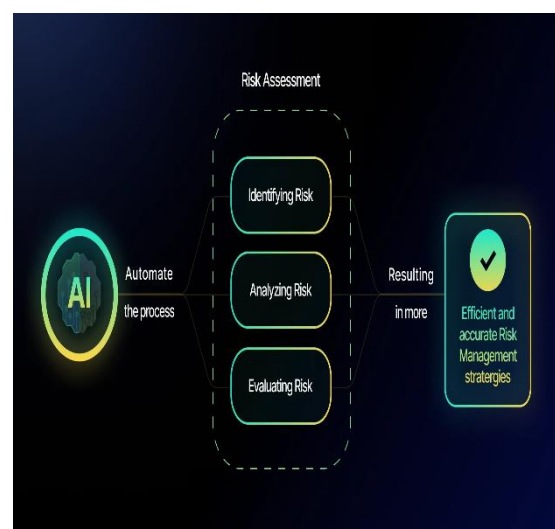 Risk Assessment
Identifying Risk
AI
Automate
the process
Analyzing Risk
Evaluating Risk
Resulting
in more
Efficient and
accurate Risk
Management
stratergies